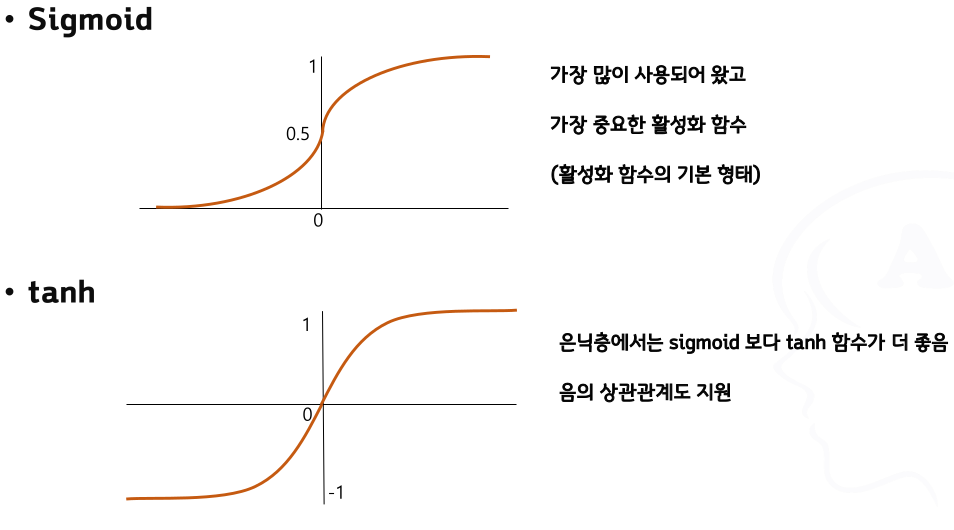 • Sigmoid
1
0.5
0
가장 많이 사용되어 왔고
가장 중요한 활성화 함수
(활성화 함수의 기본 형태)
• tanh
1
0
-1
은닉층에서는 sigmoid 보다 tanh 함수가 더 좋음
음의 상관관계도 지원
A